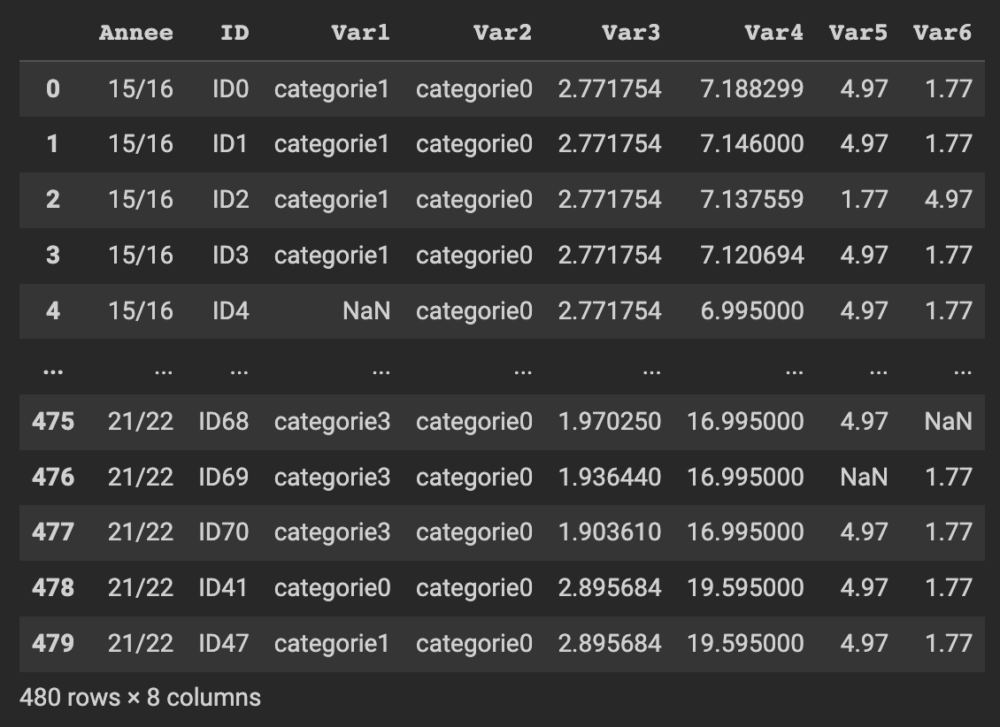 Annee ID Var1 Var2 Var3 Var4 Var5 Var6
0 15/16 ID0 categorie1 categorie0 2.771754 7.188299 4.97 1.77
1 15/16 ID1 categorie1 categorie0 2.771754 7.146000 4.97 1.77
2 15/16 ID2 categorie1 categorie0 2.771754 7.137559 1.77 4.97
3 15/16 ID3 categorie1 categorie0 2.771754 7.120694 4.97 1.77
4 15/16 ID4 NaN categorie0 2.771754 6.995000 4.97 1.77
... ... ... ... ... ... ... ... ...
475 21/22 ID68 categorie3 categorie0 1.970250 16.995000 4.97 NaN
476 21/22 ID69 categorie3 categorie0 1.936440 16.995000 NaN 1.77
477 21/22 ID70 categorie3 categorie0 1.903610 16.995000 4.97 1.77
478 21/22 ID41 categorie0 categorie0 2.895684 19.595000 4.97 1.77
479 21/22 ID47 categorie1 categorie0 2.895684 19.595000 4.97 1.77
480 rows × 8 columns